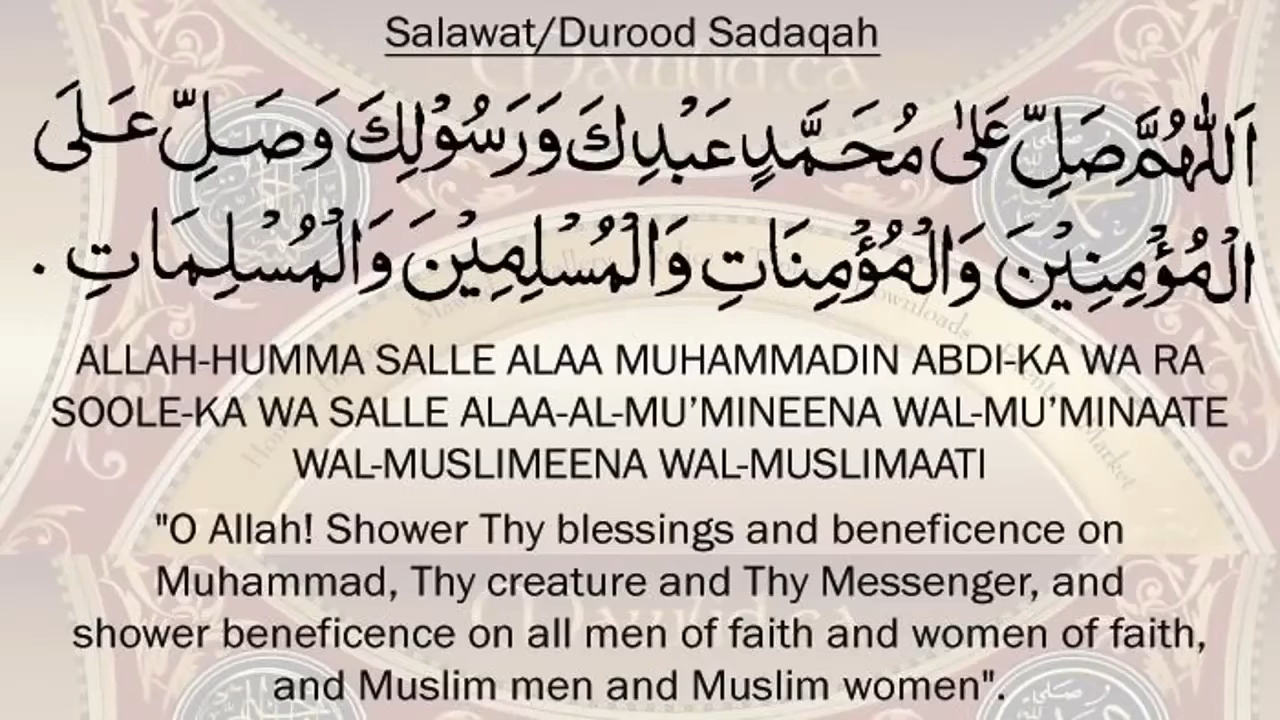 Salawat/Durood Sadaqah
اَللّٰهُمَّ صَلِّ عَلٰى مُحَمَّدٍ عَبْدِكَ وَرَسُوْلِكَ وَصَلِّ عَلَى
الْمُؤْمِنِيْنَ وَالْمُؤْمِنَاتِ وَالْمُسْلِمِيْنَ وَالْمُسْلِمَاتِ .
ALLAH-HUMMA SALLE ALAA MUHAMMADIN ABDI-KA WA RA
SOOLE-KA WA SALLE ALAA-AL-MU’MINEENA WAL-MU’MINAATE
WAL-MUSLIMEENA WAL-MUSLIMAATI
"O Allah! Shower Thy blessings and beneficence on
Muhammad, Thy creature and Thy Messenger, and
shower beneficence on all men of faith and women of faith,
and Muslim men and Muslim women".